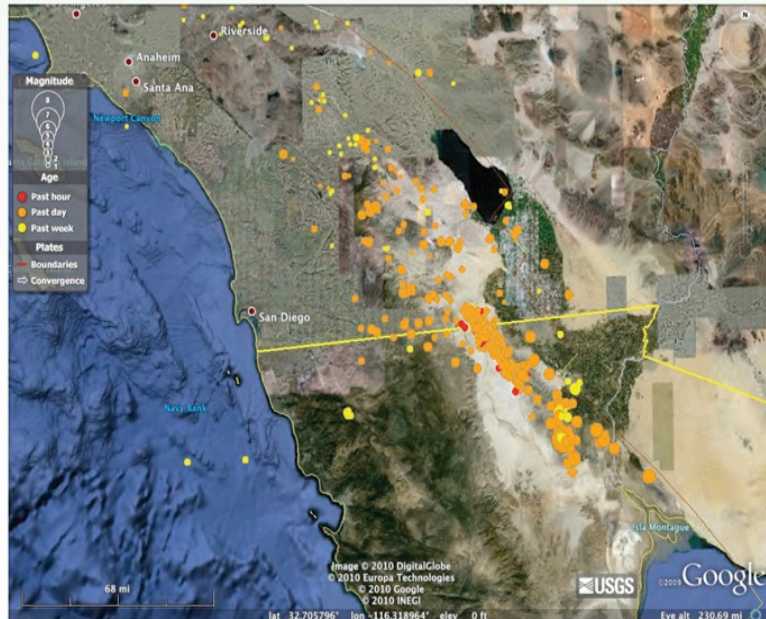 Riverside
Anaheim
Santa Ana
Magnitude
8
7
6
5
4
3
2
Newport Canyon
Island
Age
Past hour
Past day
Past week
Plates
Boundaries
Convergence
San Diego
Navy Bank
Isla Montague
Image © 2010 DigitalGlobe
© 2010 Europa Technologies
© 2010 Google
© 2010 INEGI
USGS
©2009 Google
68 mi
lat 32.705796° lon -116.318964° elev 0 ft
Eye alt 230.69 mi
N